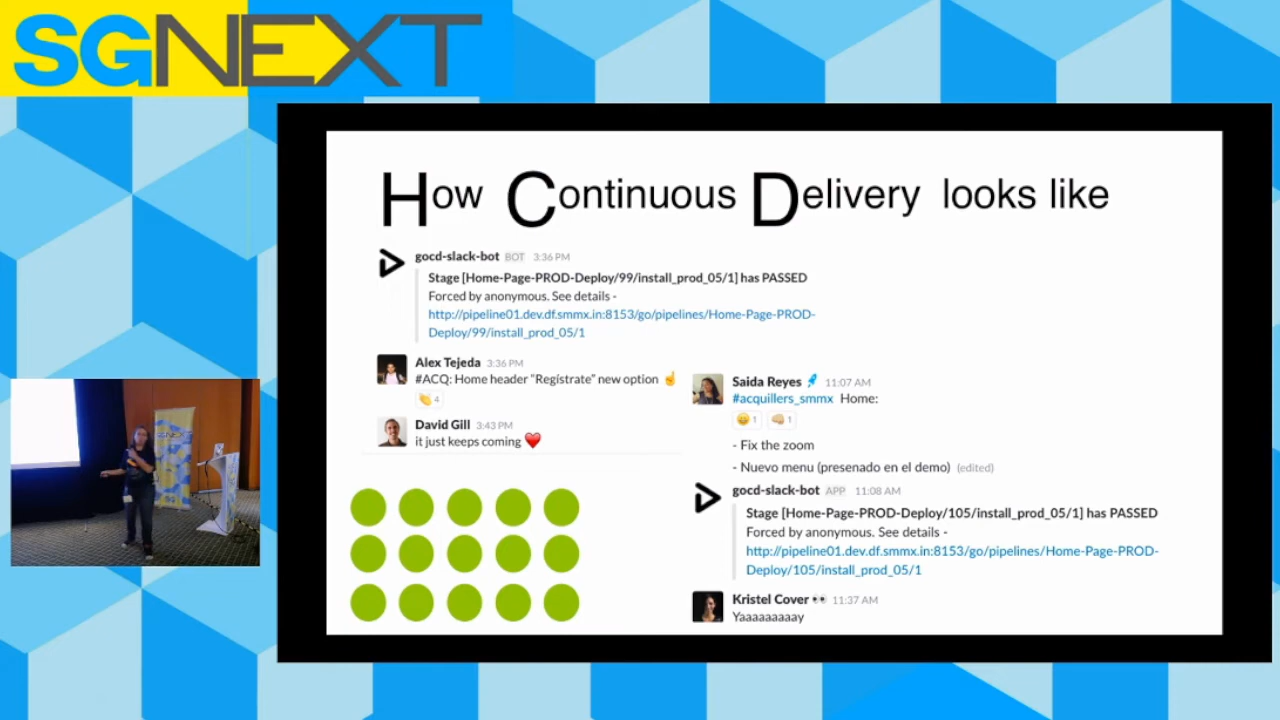 SGNEXT
How Continuous Delivery looks like
gocd-slack-bot BOT 3:36 PM
Stage [Home-Page-PROD-Deploy/99/install_prod_05/1] has PASSED
Forced by anonymous. See details -
http://pipeline01.dev.df.smmx.in:8153/go/pipelines/Home-Page-PROD-
Deploy/99/install_prod_05/1
Alex Tejeda 3:36 PM
#ACQ: Home header “Regístrate” new option ☝
👏 4
David Gill 3:43 PM
it just keeps coming ❤
Saida Reyes 🚀 11:07 AM
#acquillers_smmx Home:
😄 1 👊 1
- Fix the zoom
- Nuevo menu (presenado en el demo) (edited)
gocd-slack-bot APP 11:08 AM
Stage [Home-Page-PROD-Deploy/105/install_prod_05/1] has PASSED
Forced by anonymous. See details -
http://pipeline01.dev.df.smmx.in:8153/go/pipelines/Home-Page-PROD-
Deploy/105/install_prod_05/1
Kristel Cover 👀 11:37 AM
Yaaaaaaaaay
SGNEXT